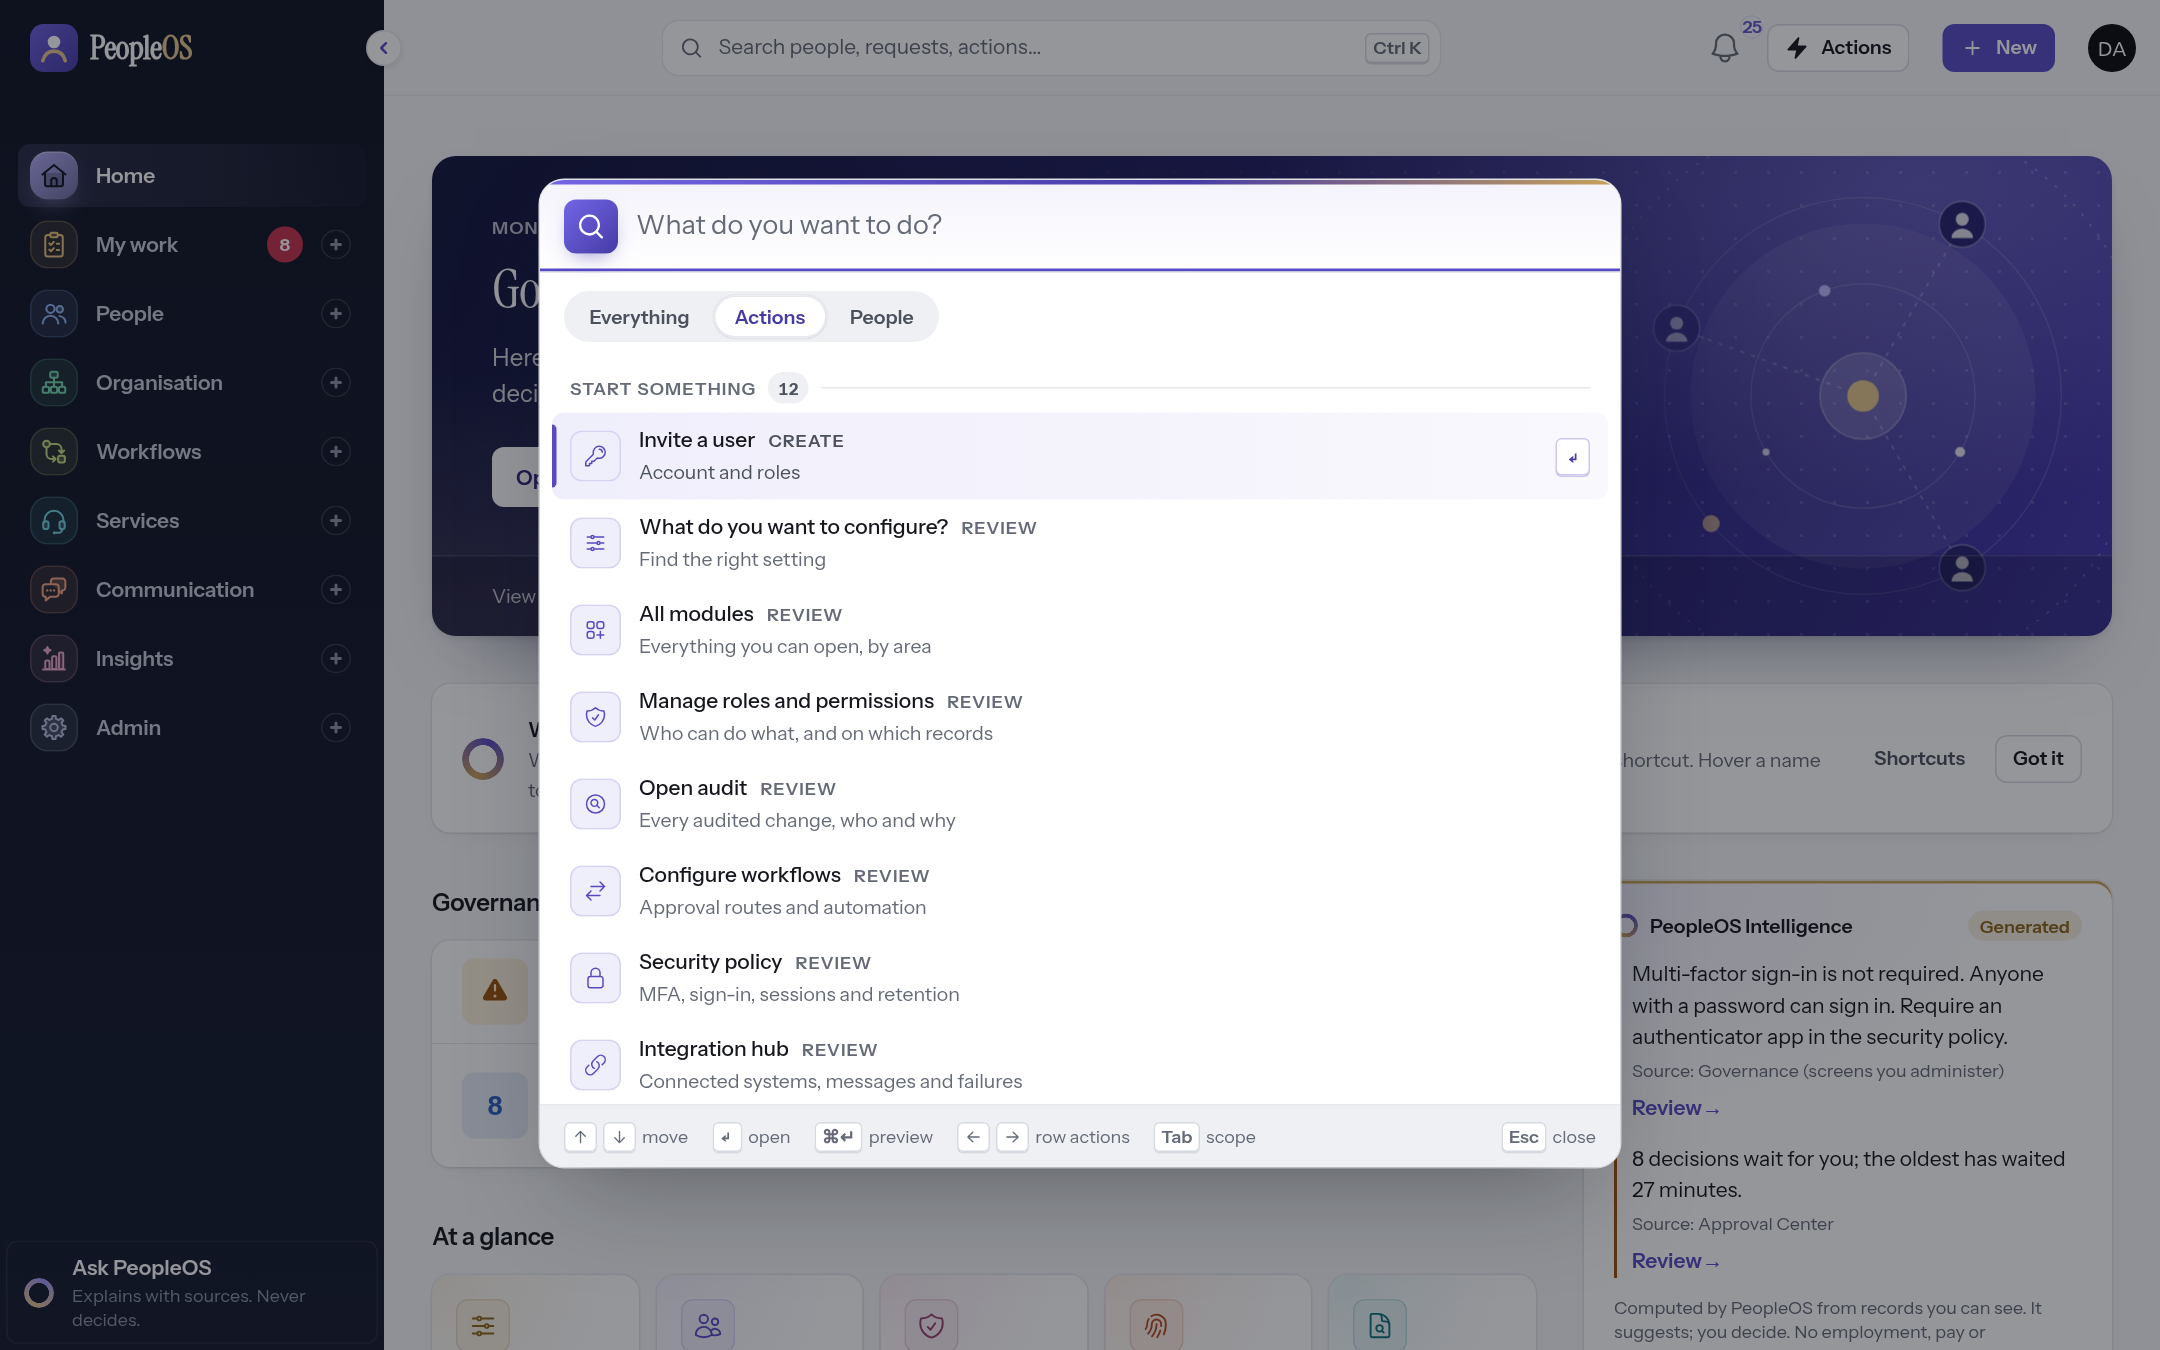 PeopleOS
Search people, requests, actions...
Ctrl K
25
Actions
New
DA
Home
My work
8
People
Organisation
Workflows
Services
Communication
Insights
Admin
Ask PeopleOS
Explains with sources. Never
decides.
MON
Go
Here
deci
Op
View
What do you want to do?
Everything
Actions
People
START SOMETHING 12
Invite a user CREATE
Account and roles
What do you want to configure? REVIEW
Find the right setting
All modules REVIEW
Everything you can open, by area
Manage roles and permissions REVIEW
Who can do what, and on which records
Open audit REVIEW
Every audited change, who and why
Configure workflows REVIEW
Approval routes and automation
Security policy REVIEW
MFA, sign-in, sessions and retention
Integration hub REVIEW
Connected systems, messages and failures
↑ ↓ move ↲ open ⌘↵ preview ← → row actions Tab scope Esc close
hortcut. Hover a name
Shortcuts
Got it
Governan
8
At a glance
PeopleOS Intelligence
Generated
Multi-factor sign-in is not required. Anyone
with a password can sign in. Require an
authenticator app in the security policy.
Source: Governance (screens you administer)
Review→
8 decisions wait for you; the oldest has waited
27 minutes.
Source: Approval Center
Review→
Computed by PeopleOS from records you can see. It
suggests; you decide. No employment, pay or